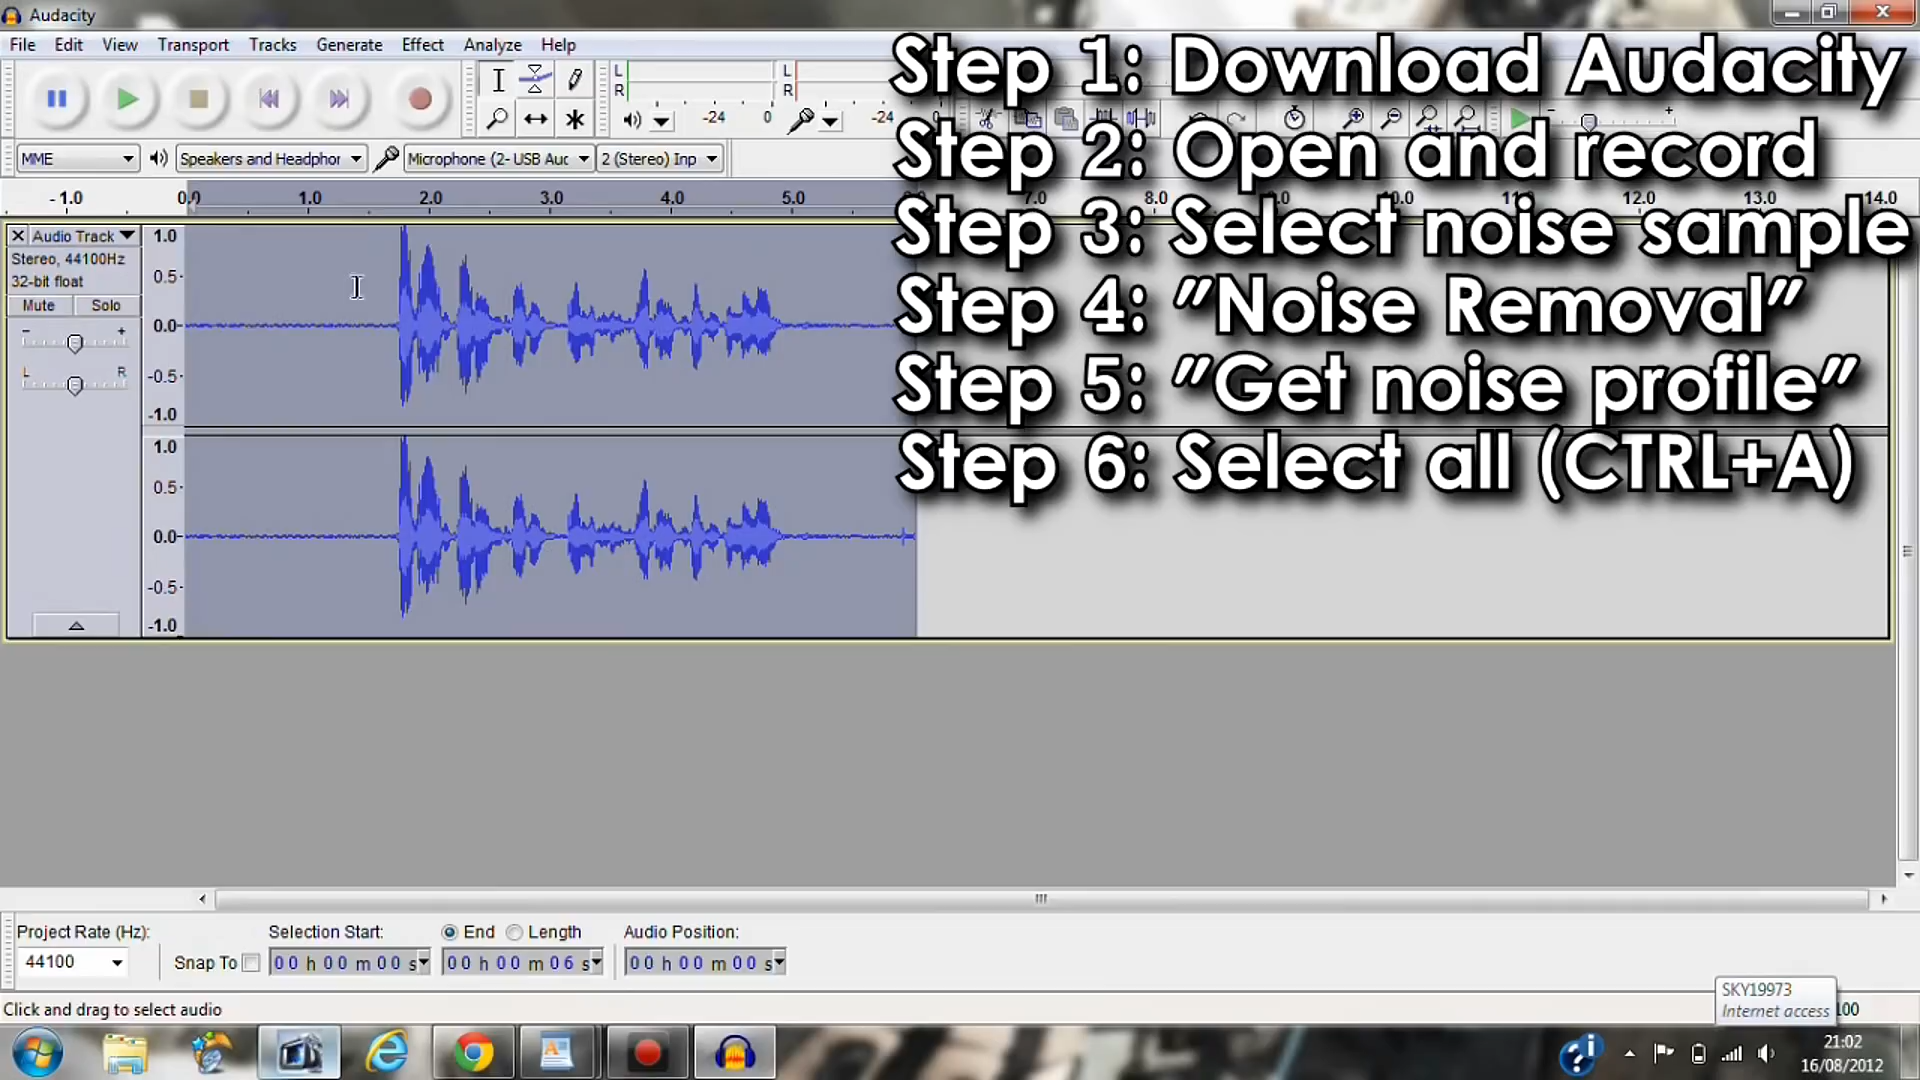 Audacity
File Edit View Transport Tracks Generate Effect Analyze Help
Step 1: Download Audacity
Step 2: Open and record
Step 3: Select noise sample
Step 4: "Noise Removal"
Step 5: "Get noise profile"
Step 6: Select all (CTRL+A)
L
R
-24 0
L
R
-24
MME
Speakers and Headphor
Microphone (2- USB Auc
2 (Stereo) Inp
-1.0 0.0 1.0 2.0 3.0 4.0 5.0 7.0 8.0 12.0 13.0 14.0
Audio Track
Stereo, 44100Hz
32-bit float
Mute Solo
- +
L R
1.0
0.5
0.0
-0.5
-1.0
1.0
0.5
0.0
-0.5
-1.0
Project Rate (Hz):
44100
Snap To
Selection Start:
00 h 00 m 00 s
End Length
00 h 00 m 06 s
Audio Position:
00 h 00 m 00 s
Click and drag to select audio
SKY19973
Internet access
100
21:02
16/08/2012